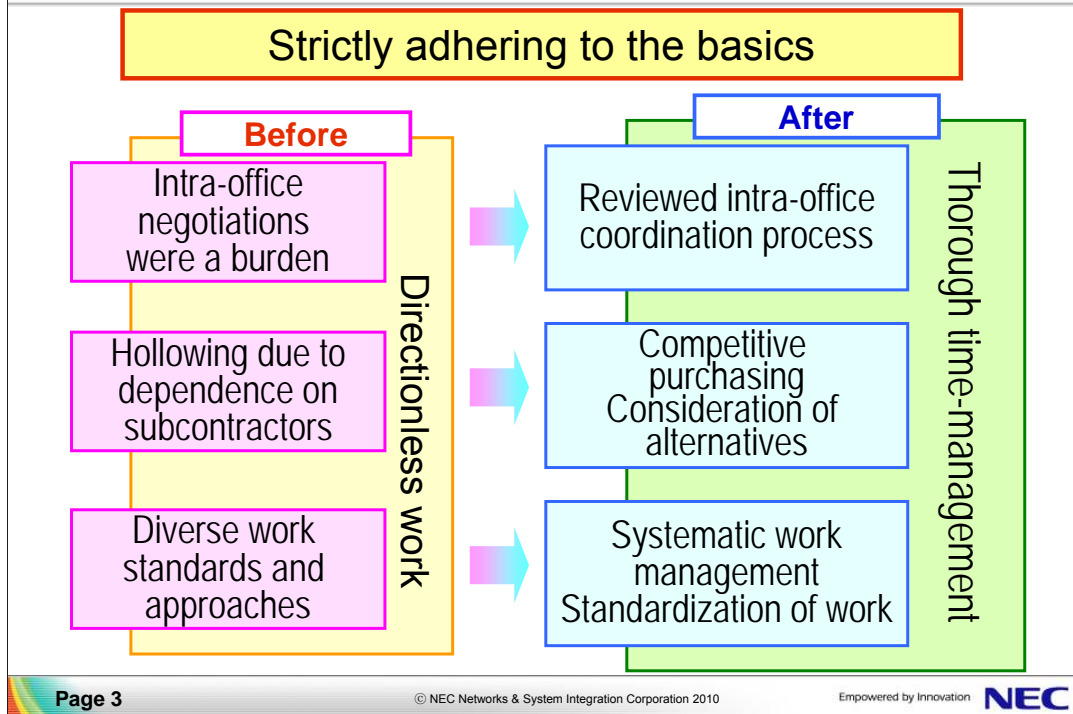 Strictly adhering to the basics
Before
Intra-office
negotiations
were a burden
Hollowing due to
dependence on
subcontractors
Diverse work
standards and
approaches
Directionless work
After
Reviewed intra-office
coordination process
Competitive
purchasing
Consideration of
alternatives
Systematic work
management
Standardization of work
Thorough time-management
Page 3
© NEC Networks & System Integration Corporation 2010
Empowered by Innovation
NEC